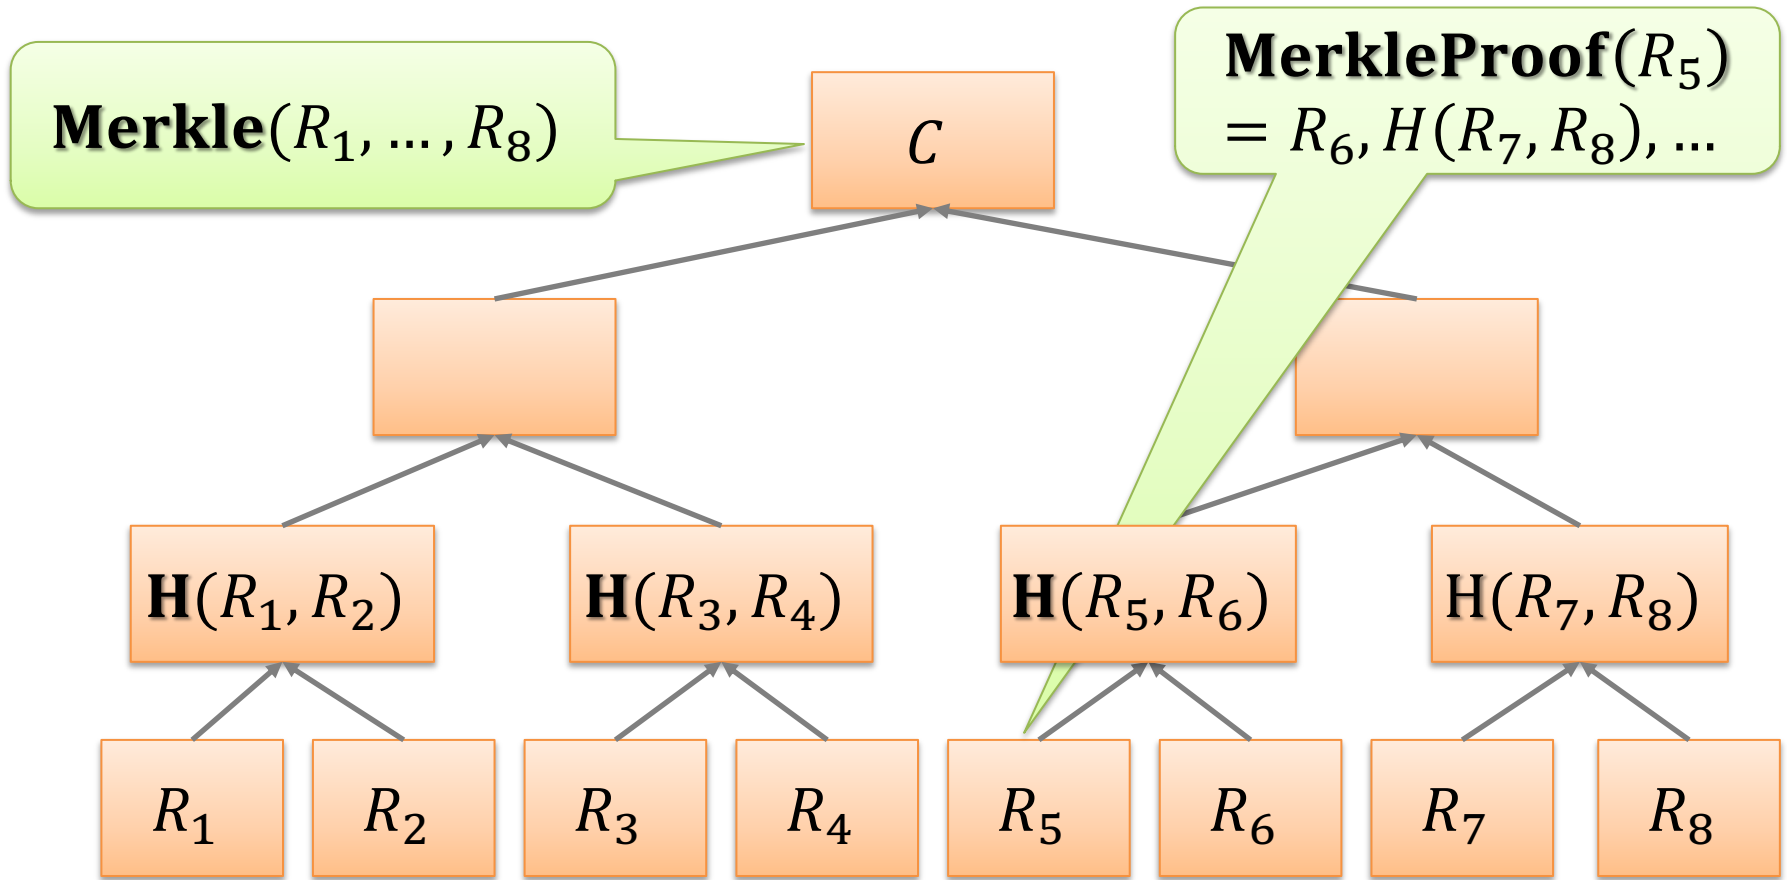 Merkle(R₁, …, R₈)
MerkleProof(R₅)
= R₆, H(R₇, R₈), …
C
H(R₁, R₂)
H(R₃, R₄)
H(R₅, R₆)
H(R₇, R₈)
R₁
R₂
R₃
R₄
R₅
R₆
R₇
R₈